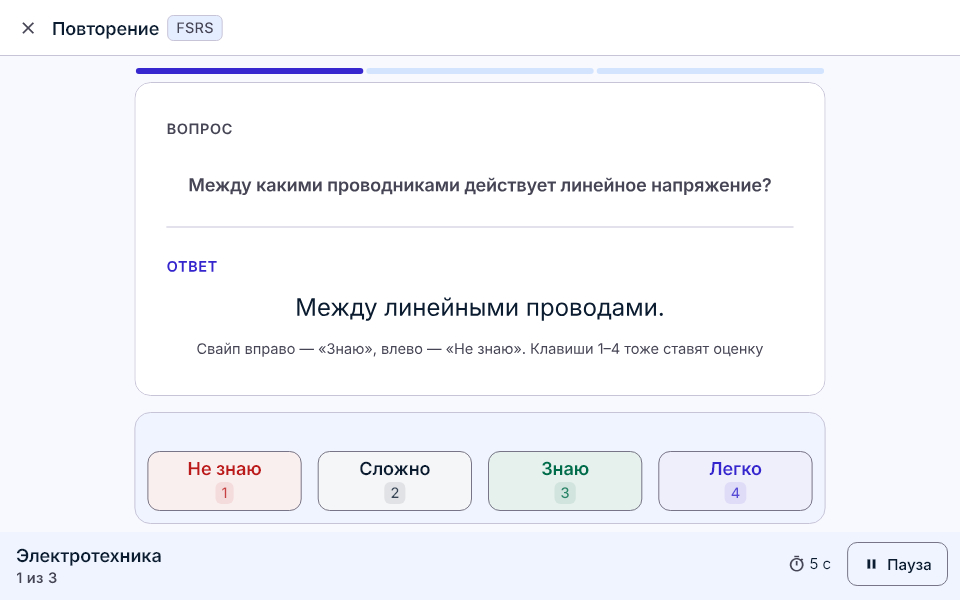 Повторение FSRS
ВОПРОС
Между какими проводниками действует линейное напряжение?
ОТВЕТ
Между линейными проводами.
Свайп вправо — «Знаю», влево — «Не знаю». Клавиши 1–4 тоже ставят оценку
Не знаю Сложно Знаю Легко
1 2 3 4
Электротехника
1 из 3
5 с
Пауза